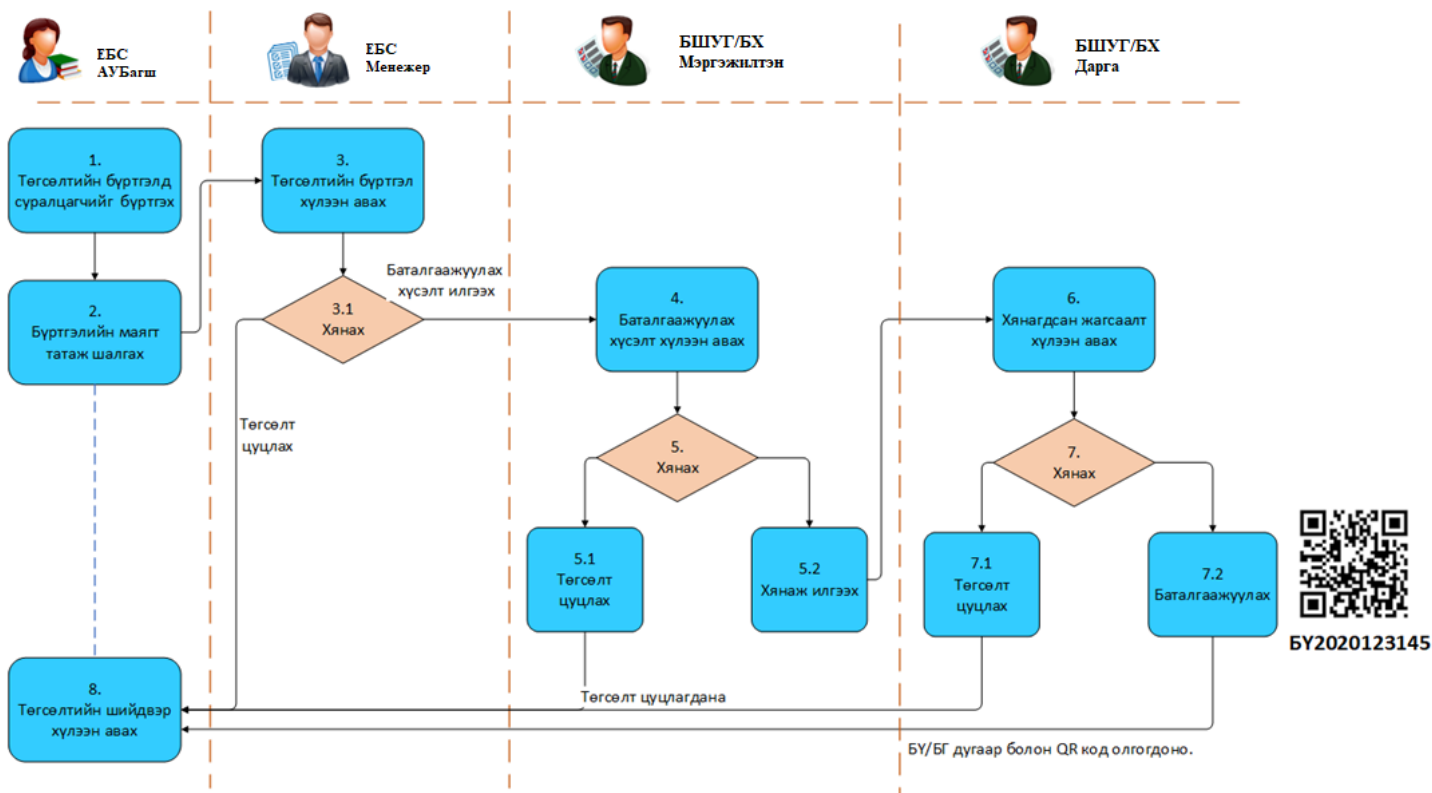 ЕБС
АУБагш
ЕБС
Менежер
БШУГ/БХ
Мэргэжилтэн
БШУГ/БХ
Дарга
1.
Төгсөлтийн бүртгэлд
суралцагчийг бүртгэх
2.
Бүртгэлийн маягт
татаж шалгах
3.
Төгсөлтийн бүртгэл
хүлээн авах
3.1
Хянах
Баталгаажуулах
хүсэлт илгээх
Төгсөлт
цуцлах
4.
Баталгаажуулах
хүсэлт хүлээн авах
5.
Хянах
5.1
Төгсөлт
цуцлах
5.2
Хянаж илгээх
6.
Хянагдсан жагсаалт
хүлээн авах
7.
Хянах
7.1
Төгсөлт
цуцлах
7.2
Баталгаажуулах
БҮ2020123145
8.
Төгсөлтийн шийдвэр
хүлээн авах
Төгсөлт цуцлагдана
БҮ/БГ дугаар болон QR код олгогдоно.